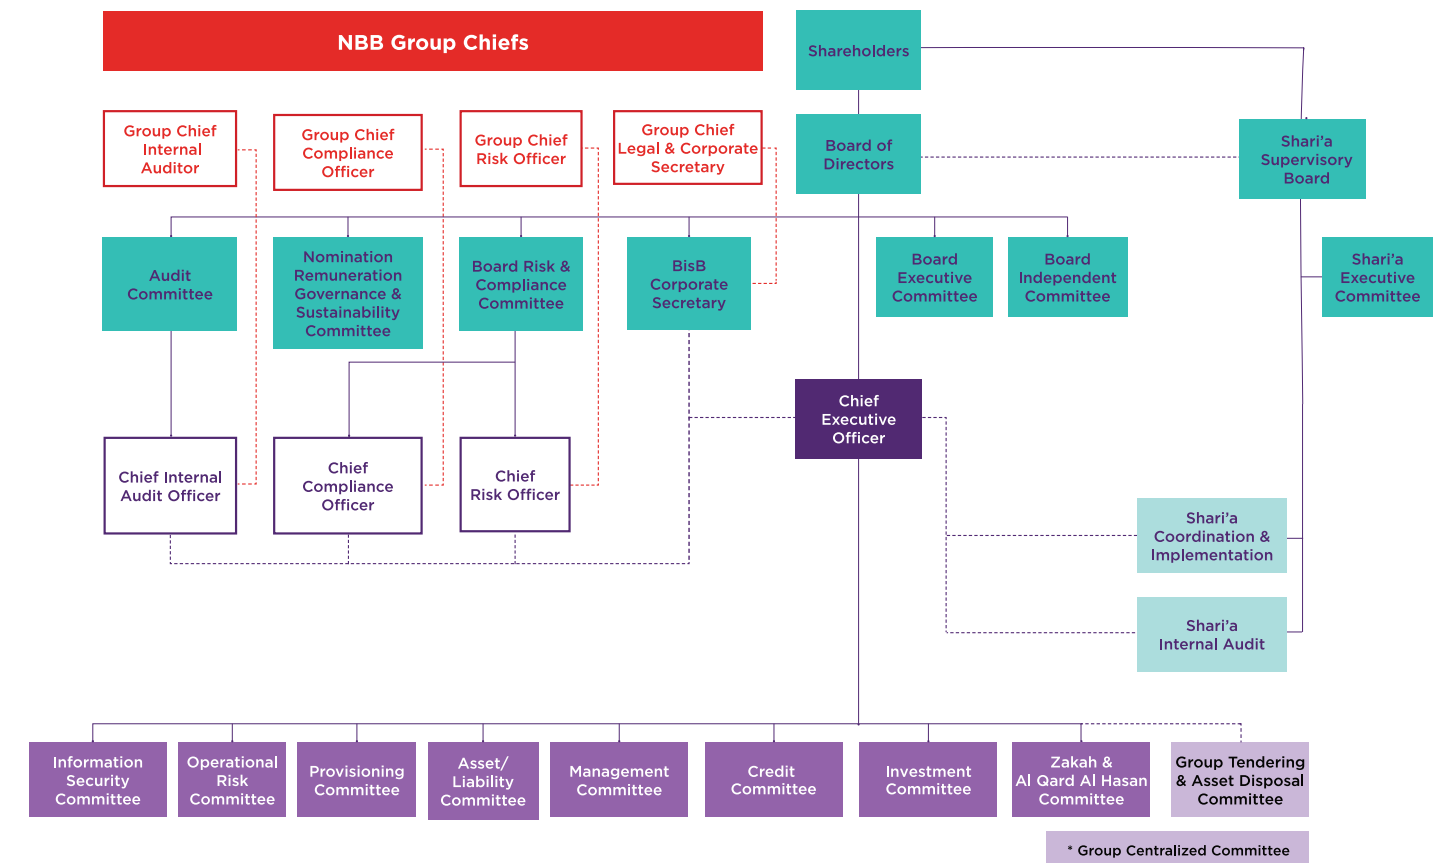 NBB Group Chiefs
Shareholders
Group Chief
Internal
Auditor
Group Chief
Compliance
Officer
Group Chief
Risk Officer
Group Chief
Legal & Corporate
Secretary
Board of
Directors
Shari'a
Supervisory
Board
Audit
Committee
Nomination
Remuneration
Governance &
Sustainability
Committee
Board Risk &
Compliance
Committee
BisB
Corporate
Secretary
Board
Executive
Committee
Board
Independent
Committee
Shari'a
Executive
Committee
Chief
Executive
Officer
Chief Internal
Audit Officer
Chief
Compliance
Officer
Chief
Risk Officer
Shari'a
Coordination &
Implementation
Shari'a
Internal Audit
Information
Security
Committee
Operational
Risk
Committee
Provisioning
Committee
Asset/
Liability
Committee
Management
Committee
Credit
Committee
Investment
Committee
Zakah &
Al Qard Al Hasan
Committee
Group Tendering
& Asset Disposal
Committee
* Group Centralized Committee